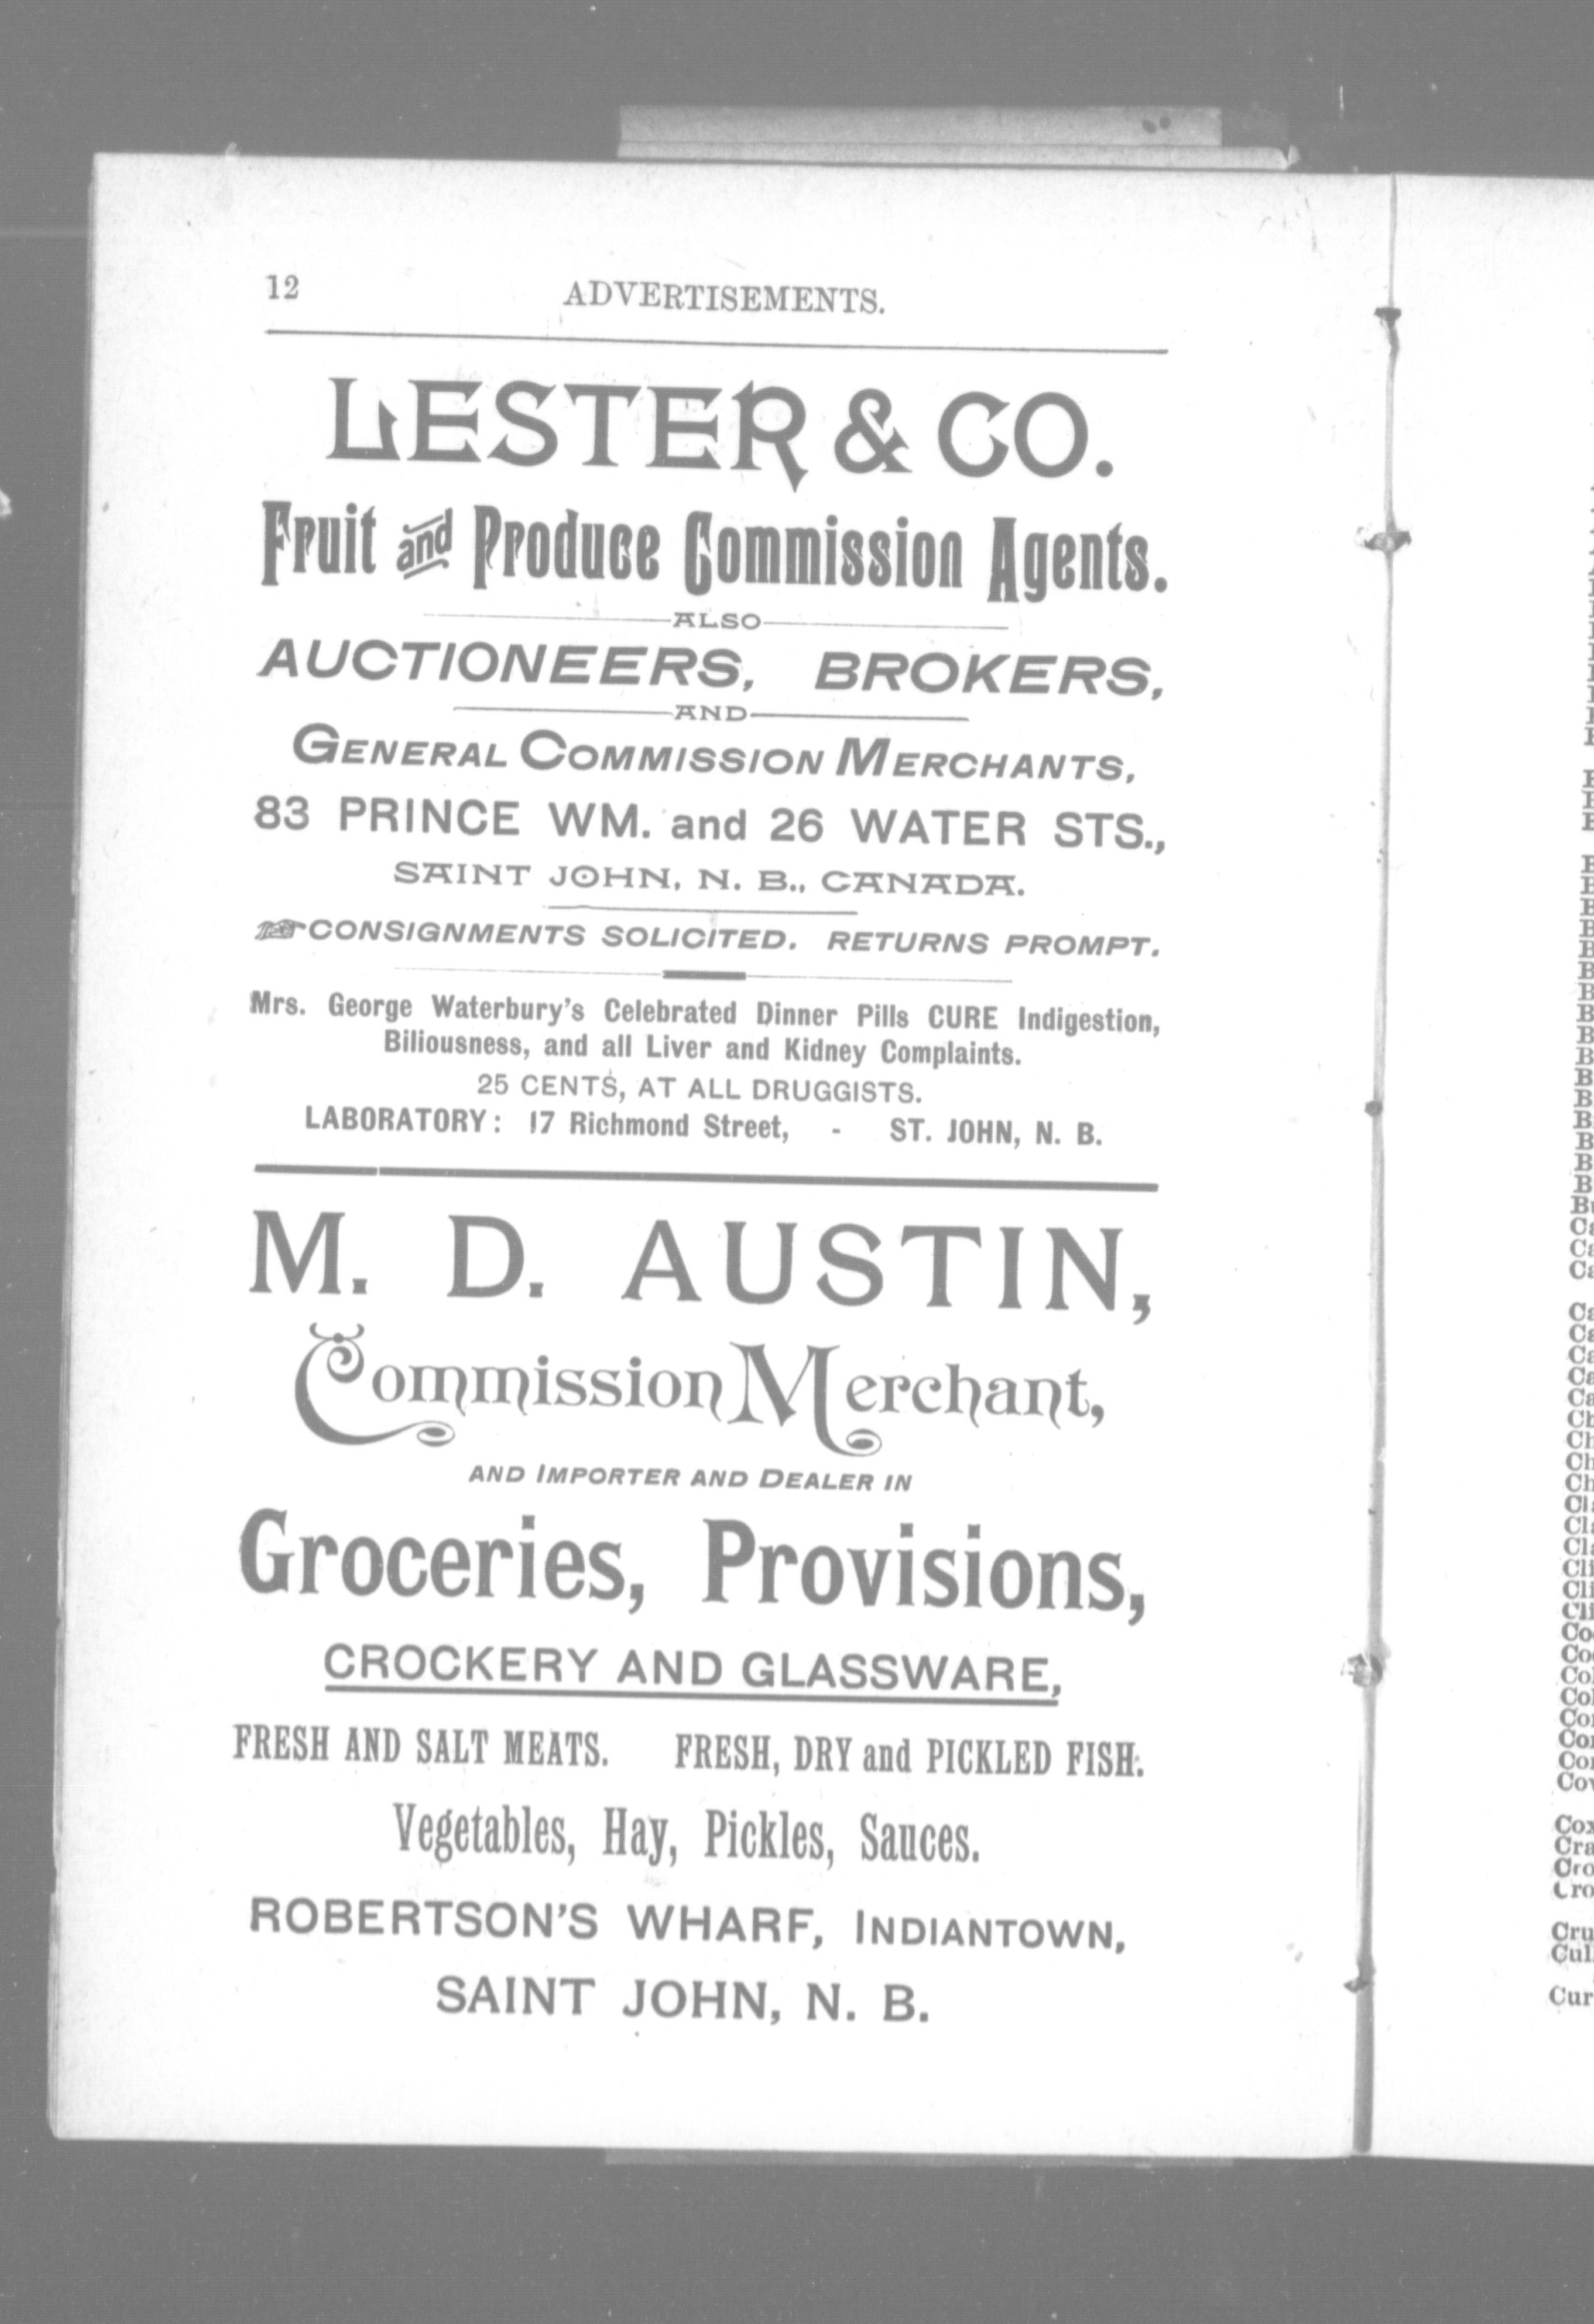 12 ADVERTISEMENTS.
LESTER & CO.
Fruit and Produce Commission Agents.
ALSO
AUCTIONEERS, BROKERS,
AND
GENERAL COMMISSION MERCHANTS,
83 PRINCE WM. and 26 WATER STS.,
SAINT JOHN, N. B., CANADA.
☞CONSIGNMENTS SOLICITED. RETURNS PROMPT.
Mrs. George Waterbury's Celebrated Dinner Pills CURE Indigestion,
Biliousness, and all Liver and Kidney Complaints.
25 CENTS, AT ALL DRUGGISTS.
LABORATORY: 17 Richmond Street, - ST. JOHN, N. B.
M. D. AUSTIN,
Commission Merchant,
AND IMPORTER AND DEALER IN
Groceries, Provisions,
CROCKERY AND GLASSWARE,
FRESH AND SALT MEATS. FRESH, DRY and PICKLED FISH.
Vegetables, Hay, Pickles, Sauces.
ROBERTSON'S WHARF, INDIANTOWN,
SAINT JOHN, N. B.